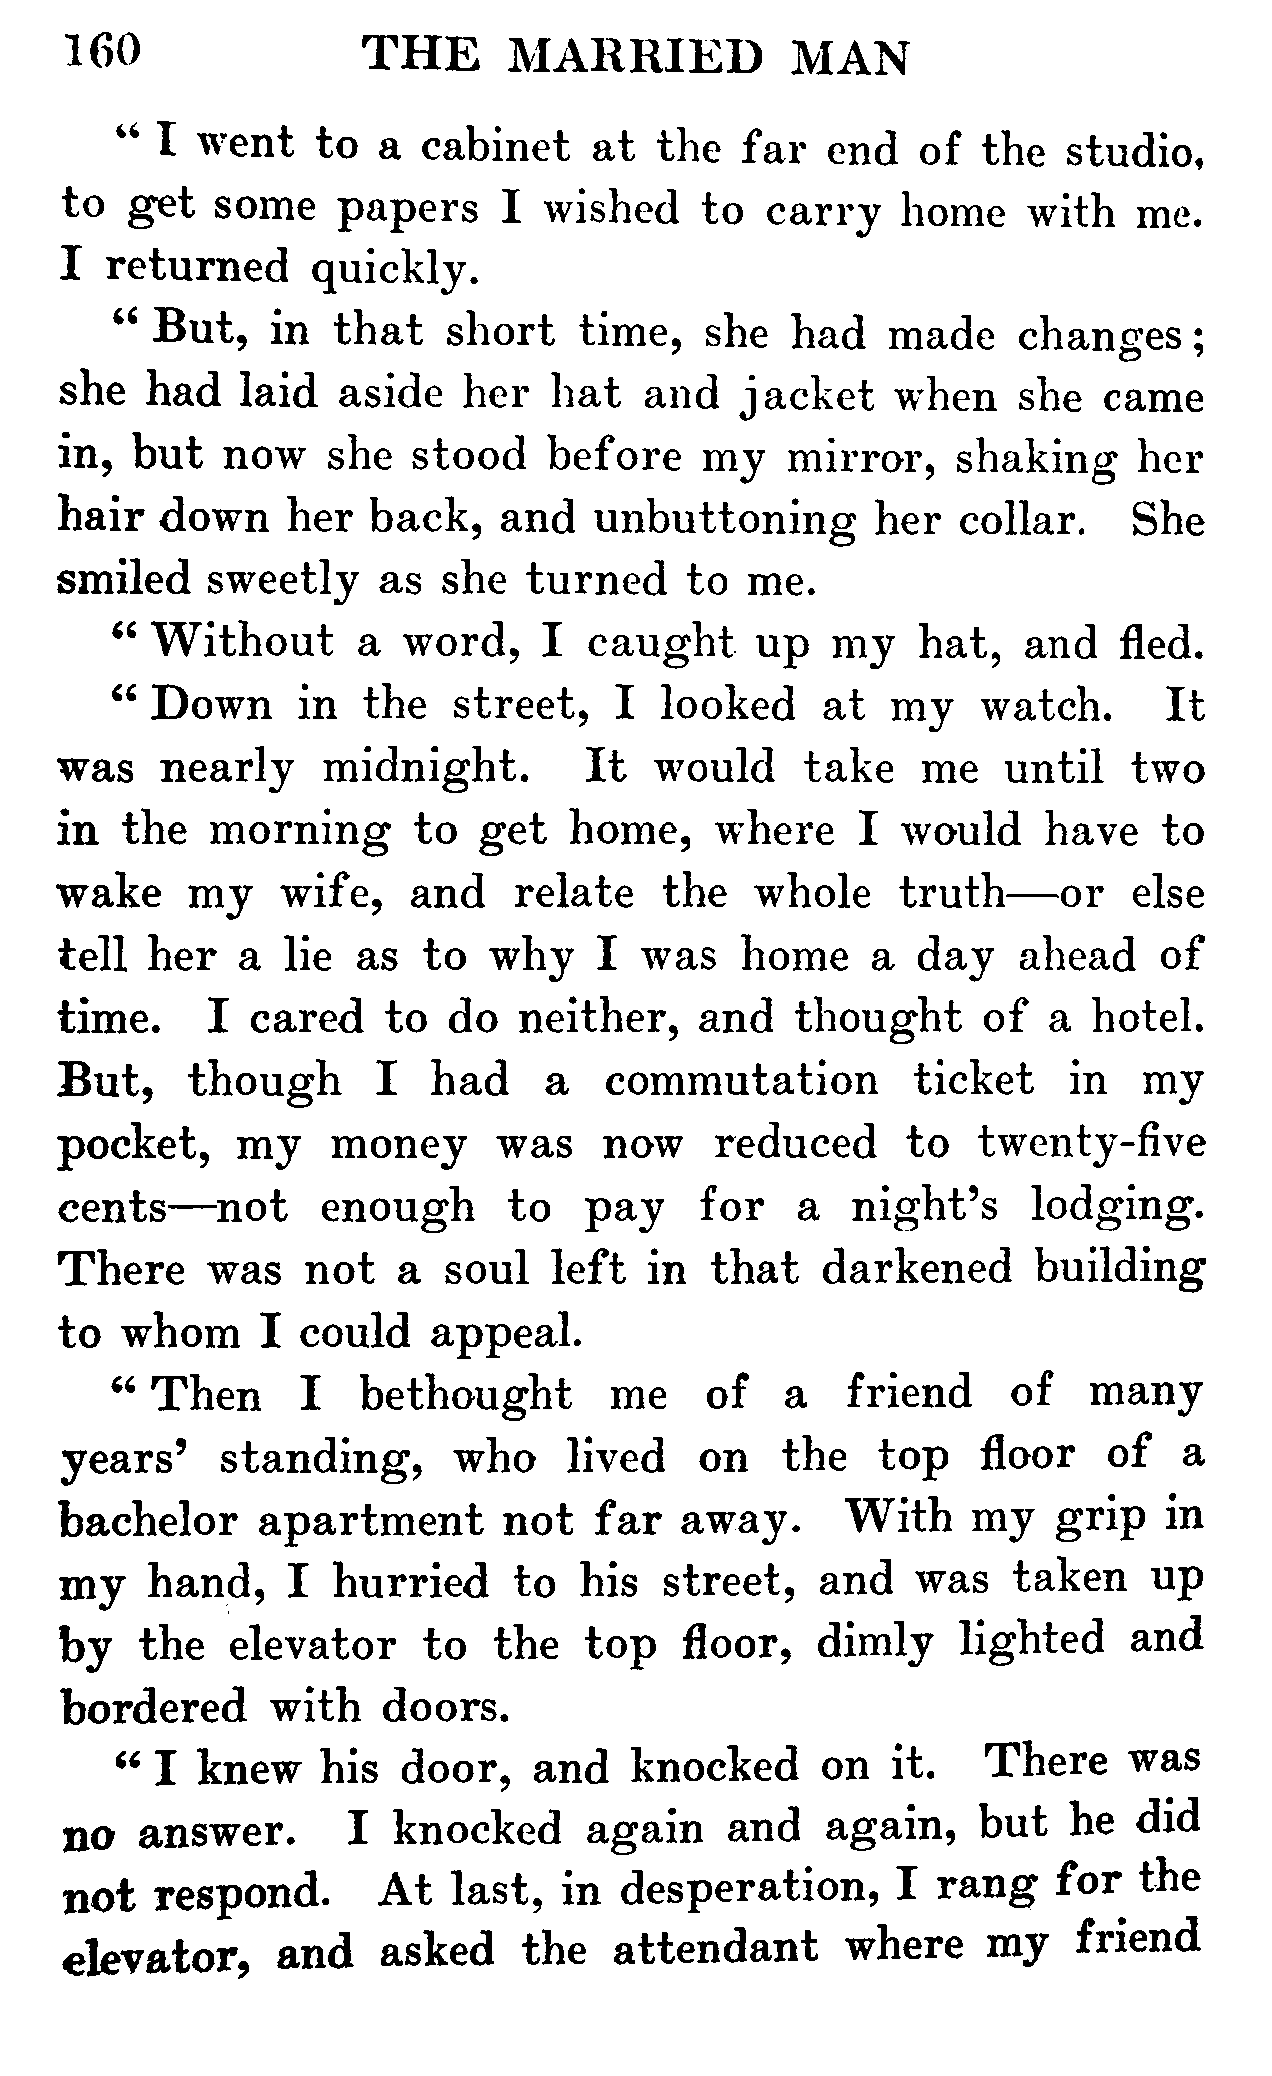 160 THE MARRIED MAN
“ I went to a cabinet at the far end of the studio,
to get some papers I wished to carry home with me.
I returned quickly.
“ But, in that short time, she had made changes ;
she had laid aside her hat and jacket when she came
in, but now she stood before my mirror, shaking her
hair down her back, and unbuttoning her collar. She
smiled sweetly as she turned to me.
“ Without a word, I caught up my hat, and fled.
“ Down in the street, I looked at my watch. It
was nearly midnight. It would take me until two
in the morning to get home, where I would have to
wake my wife, and relate the whole truth—or else
tell her a lie as to why I was home a day ahead of
time. I cared to do neither, and thought of a hotel.
But, though I had a commutation ticket in my
pocket, my money was now reduced to twenty-five
cents—not enough to pay for a night’s lodging.
There was not a soul left in that darkened building
to whom I could appeal.
“ Then I bethought me of a friend of many
years’ standing, who lived on the top floor of a
bachelor apartment not far away. With my grip in
my hand, I hurried to his street, and was taken up
by the elevator to the top floor, dimly lighted and
bordered with doors.
“ I knew his door, and knocked on it. There was
no answer. I knocked again and again, but he did
not respond. At last, in desperation, I rang for the
elevator, and asked the attendant where my friend